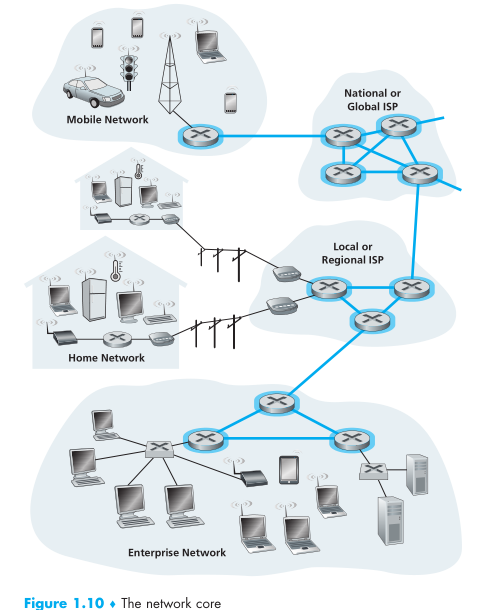 National or
Global ISP
Mobile Network
Local or
Regional ISP
Home Network
Enterprise Network
Figure 1.10 ♦ The network core